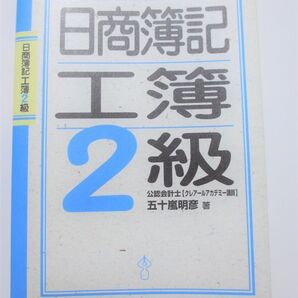 日商簿記工簿2級
日商簿記
工簿
2級
公認会計士【クレアールアカデミー講師】
五十嵐明彦 著